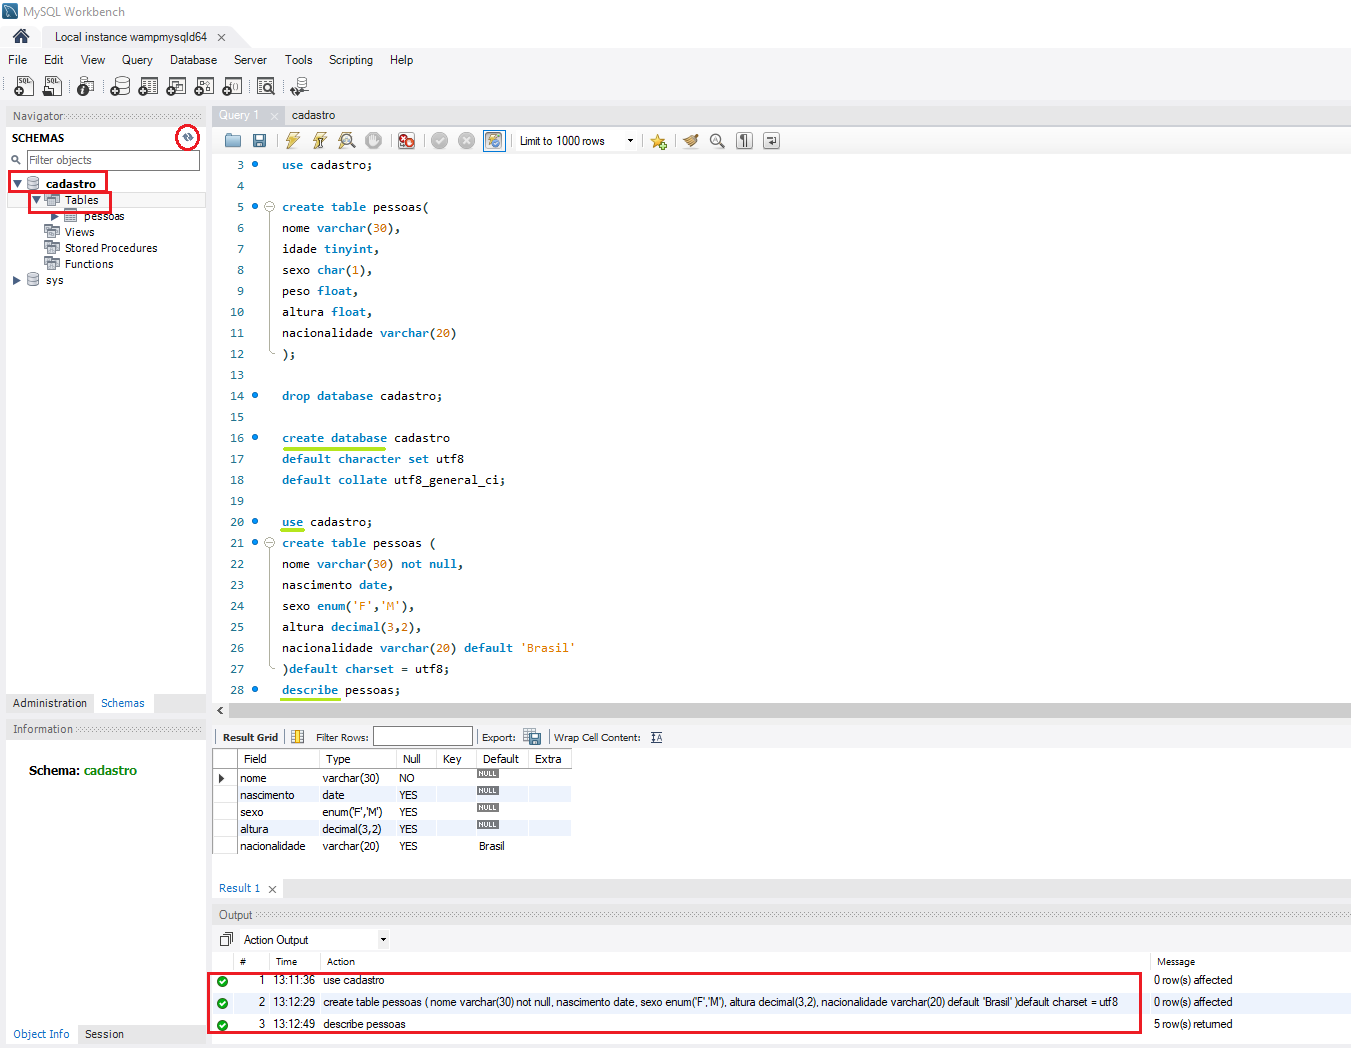 MySQL Workbench
Local instance wampmysqld64
File Edit View Query Database Server Tools Scripting Help
Navigator
SCHEMAS
Filter objects
cadastro
Tables
pessoas
Views
Stored Procedures
Functions
sys
Administration Schemas
Information
Schema: cadastro
Object Info Session
Query 1 cadastro
Limit to 1000 rows
3 use cadastro;
4
5 create table pessoas(
6 nome varchar(30),
7 idade tinyint,
8 sexo char(1),
9 peso float,
10 altura float,
11 nacionalidade varchar(20)
12 );
13
14 drop database cadastro;
15
16 create database cadastro
17 default character set utf8
18 default collate utf8_general_ci;
19
20 use cadastro;
21 create table pessoas (
22 nome varchar(30) not null,
23 nascimento date,
24 sexo enum('F','M'),
25 altura decimal(3,2),
26 nacionalidade varchar(20) default 'Brasil'
27 )default charset = utf8;
28 describe pessoas;
Result Grid Filter Rows: Export: Wrap Cell Content:
Field Type Null Key Default Extra
nome varchar(30) NO NULL
nascimento date YES NULL
sexo enum('F','M') YES NULL
altura decimal(3,2) YES NULL
nacionalidade varchar(20) YES Brasil
Result 1
Output
Action Output
# Time Action Message
1 13:11:36 use cadastro 0 row(s) affected
2 13:12:29 create table pessoas ( nome varchar(30) not null, nascimento date, sexo enum('F','M'), altura decimal(3,2), nacionalidade varchar(20) default 'Brasil' )default charset = utf8 0 row(s) affected
3 13:12:49 describe pessoas 5 row(s) returned